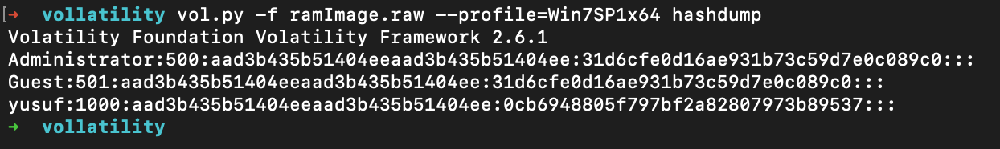 [→ vollatility vol.py -f ramImage.raw --profile=Win7SP1x64 hashdump
Volatility Foundation Volatility Framework 2.6.1
Administrator:500:aad3b435b51404eeaad3b435b51404ee:31d6cfe0d16ae931b73c59d7e0c089c0:::
Guest:501:aad3b435b51404eeaad3b435b51404ee:31d6cfe0d16ae931b73c59d7e0c089c0:::
yusuf:1000:aad3b435b51404eeaad3b435b51404ee:0cb6948805f797bf2a82807973b89537:::
→ vollatility